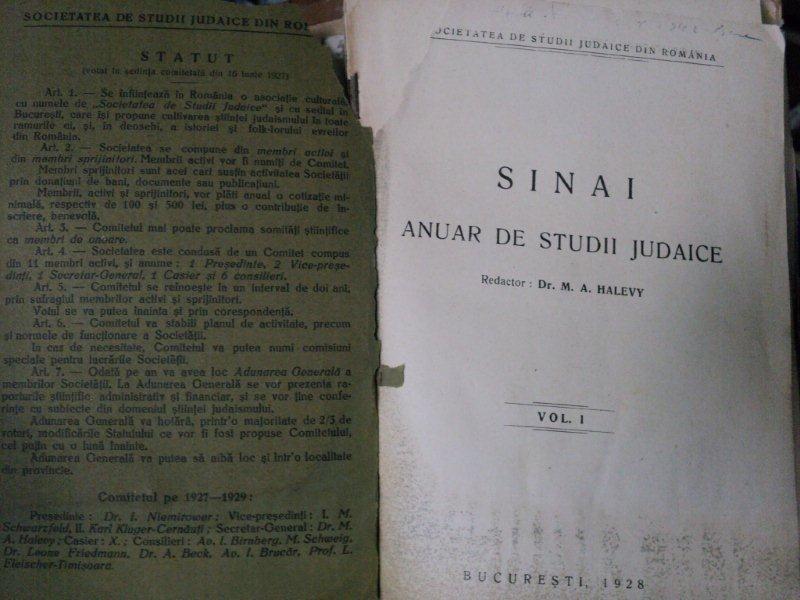 SOCIETATEA DE STUDII JUDAICE DIN RO
STATUT
(votat în ședința comitetului din 16 Iunie 1927)
Art. 1. — Se înființează în România o asociație culturală,
cu numele de „Societatea de Studii Judaice" și cu sediul în
București, care își propune cultivarea științei judaismului în toate
ramurile ei, și, în deosebi, a istoriei și folk-lorului evreilor
din România.
Art. 2. — Societatea se compun din membri activi și
din membri sprijinitori. Membrii activi vor fi numiți de Comitet.
Membri sprijinitori sunt acei cari susțin activitatea Societății
prin donațiuni de bani, documente sau publicațiuni.
Membrii, activi și sprijinitori, vor plăti anual o cotizație mi-
nimală, respectiv de 100 și 500 lei, plus o contribuție de în-
scriere, benevolă.
Art. 3. — Comitetul mai poate proclama somități științifice
ca membri de onoare.
Art. 4. — Societatea este condusă de un Comitet compus
din 11 membri activi, și anume: 1 Președinte, 2 Vice-preșe-
dinți, 1 Secretar-General, 1 Casier și 6 consilieri.
Art. 5. — Comitetul se reînoește în un interval de doi ani,
prin sufragiul membrilor activi și sprijinitori.
Votul se va putea înainta și prin corespondență.
Art. 6. — Comitetul va stabili planul de activitate, precum
și normele de funcționare a Societății.
In caz de necesitate, Comitetul va putea numi comisiuni
speciale pentru lucrările Societății.
Art. 7. — Odată pe an va avea loc Adunarea Generală a
membrilor Societății. La Adunarea Generală se vor prezenta ra-
porturile științific, administrativ și financiar, și se vor ține confe-
rințe cu subiecte din domeniul științei judaismului.
Adunarea Generală va hotărâ, printr'o majoritate de 2/3 de
voturi, modificările Statutului ce vor fi fost propuse Comitetului,
cel puțin cu o lună înainte.
Adunarea Generală va putea să aibă loc și într'o localitate
din provincie.
Comitetul pe 1927—1929:
Președinte: Dr. I. Niemirower; Vice-președinți: I. M.
Schwarzfeld, II. Karl Kluger-Cernăuți; Secretar-General: Dr. M.
A. Halevy; Casier: X.; Consilieri: Av. I. Birnberg, M. Schweig,
Dr. Leone Friedmann, Dr. A. Beck, Av. I. Brucăr, Prof. L.
Fleischer-Timișoara.
OCIETATEA DE STUDII JUDAICE DIN ROMÂNIA
SINAI
ANUAR DE STUDII JUDAICE
Redactor: Dr. M. A. HALEVY
VOL. I
BUCUREȘTI, 1928